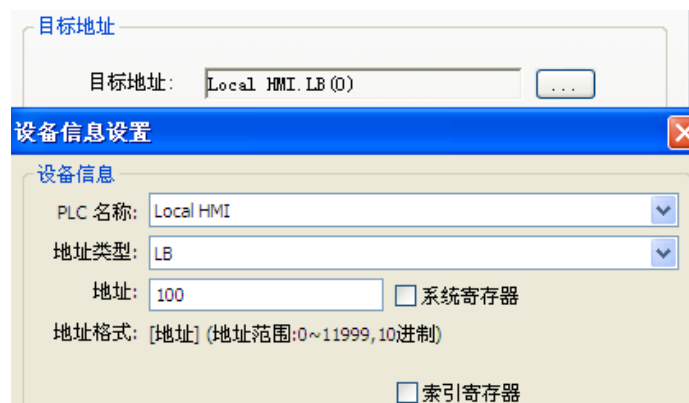 目标地址
目标地址: Local HMI.LB(0)
...
设备信息设置
设备信息
PLC 名称: Local HMI
地址类型: LB
地址: 100
系统寄存器
地址格式: [地址] (地址范围:0~11999,10进制)
索引寄存器